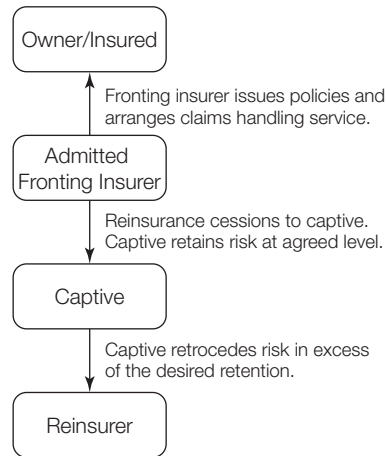 Owner/Insured
Fronting insurer issues policies and
arranges claims handling service.
Admitted
Fronting Insurer
Reinsurance cessions to captive.
Captive retains risk at agreed level.
Captive
Captive retrocedes risk in excess
of the desired retention.
Reinsurer